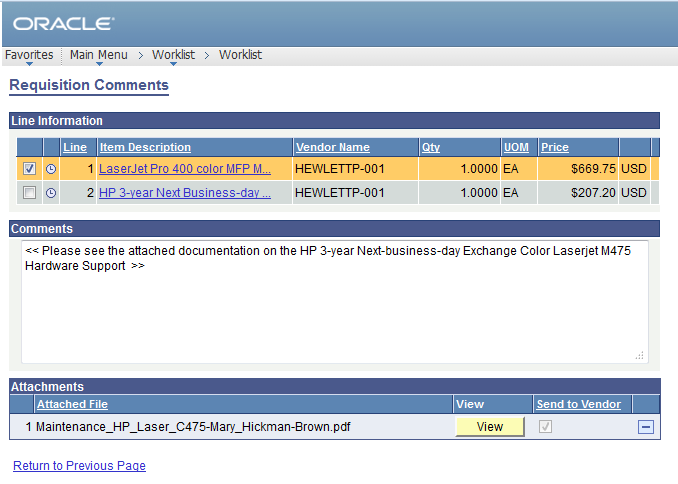 ORACLE
Favorites Main Menu > Worklist > Worklist
Requisition Comments
Line Information
Line Item Description Vendor Name Qty UOM Price
1 LaserJet Pro 400 color MFP M... HEWLETTP-001 1.0000 EA $669.75 USD
2 HP 3-year Next Business-day ... HEWLETTP-001 1.0000 EA $207.20 USD
Comments
<< Please see the attached documentation on the HP 3-year Next-business-day Exchange Color Laserjet M475
Hardware Support >>
Attachments
Attached File View Send to Vendor
1 Maintenance_HP_Laser_C475-Mary_Hickman-Brown.pdf View
Return to Previous Page